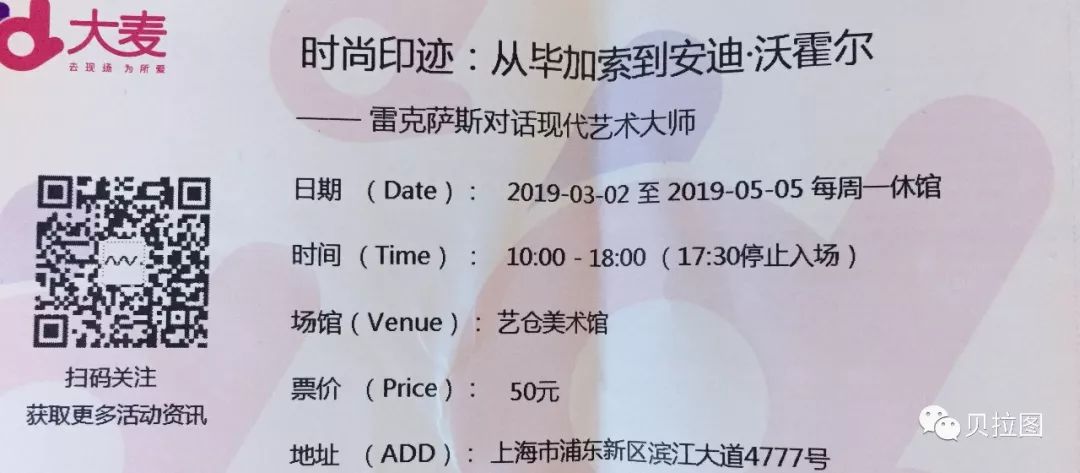 大麦
去现场 为所爱
时尚印迹：从毕加索到安迪·沃霍尔
—— 雷克萨斯对话现代艺术大师
日期 （Date）： 2019-03-02 至 2019-05-05 每周一休馆
时间 （Time） ： 10:00 - 18:00 （17:30停止入场）
场馆（Venue）： 艺仓美术馆
票价 （Price）： 50元
地址 （ADD）： 上海市浦东新区滨江大道4777号
扫码关注
获取更多活动资讯
贝拉图